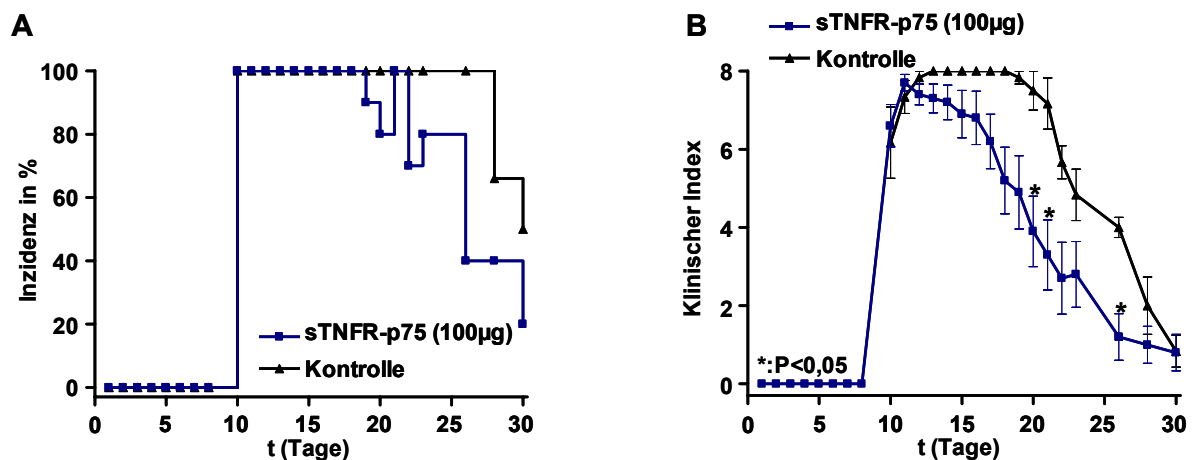 A
Inzidenz in %
100
80
60
40
20
0
sTNFR-p75 (100µg)
Kontrolle
0 5 10 15 20 25 30
t (Tage)
B
sTNFR-p75 (100µg)
Kontrolle
Klinischer Index
8
6
4
2
0
*
*
*
*:P<0,05
0 5 10 15 20 25 30
t (Tage)